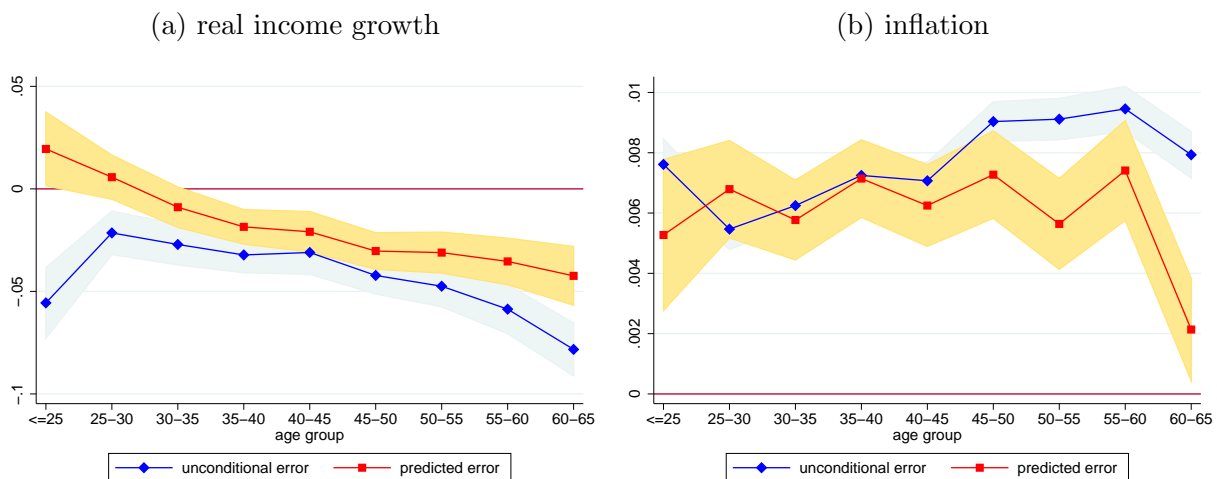 (a) real income growth
.05
0
-.05
-.1
<=25 25-30 30-35 35-40 40-45 45-50 50-55 55-60 60-65
age group
unconditional error predicted error
(b) inflation
.01
.008
.006
.004
.002
0
<=25 25-30 30-35 35-40 40-45 45-50 50-55 55-60 60-65
age group
unconditional error predicted error